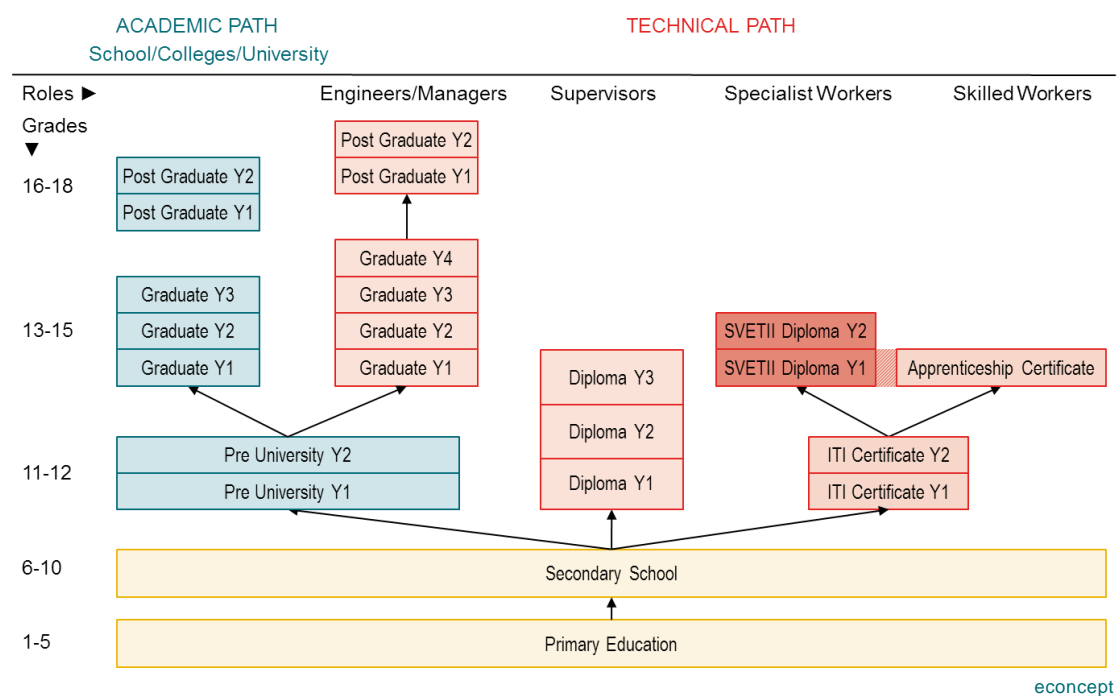 ACADEMIC PATH
School/Colleges/University
TECHNICAL PATH
Roles ►
Engineers/Managers
Supervisors
Specialist Workers
Skilled Workers
Grades
▼
16-18
Post Graduate Y2
Post Graduate Y1
Post Graduate Y2
Post Graduate Y1
13-15
Graduate Y3
Graduate Y2
Graduate Y1
Graduate Y4
Graduate Y3
Graduate Y2
Graduate Y1
Diploma Y3
Diploma Y2
Diploma Y1
SVETII Diploma Y2
SVETII Diploma Y1
Apprenticeship Certificate
11-12
Pre University Y2
Pre University Y1
ITI Certificate Y2
ITI Certificate Y1
6-10
Secondary School
1-5
Primary Education
econcept